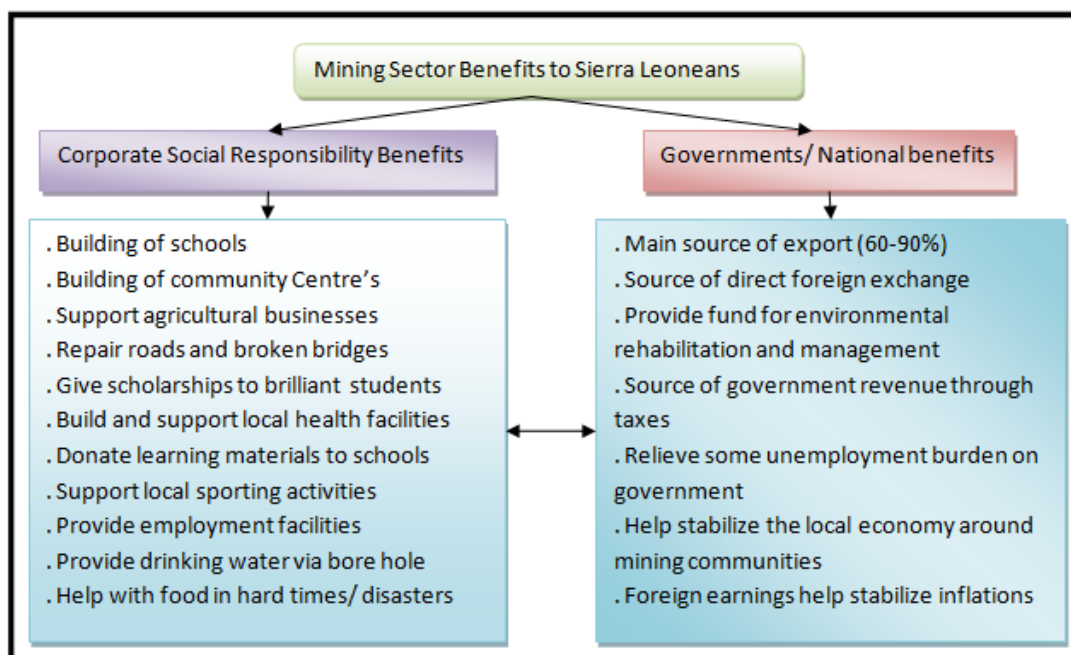 Mining Sector Benefits to Sierra Leoneans
Corporate Social Responsibility Benefits
Governments/ National benefits
. Building of schools
. Building of community Centre's
. Support agricultural businesses
. Repair roads and broken bridges
. Give scholarships to brilliant students
. Build and support local health facilities
. Donate learning materials to schools
. Support local sporting activities
. Provide employment facilities
. Provide drinking water via bore hole
. Help with food in hard times/ disasters
. Main source of export (60-90%)
. Source of direct foreign exchange
. Provide fund for environmental
rehabilitation and management
. Source of government revenue through
taxes
. Relieve some unemployment burden on
government
. Help stabilize the local economy around
mining communities
. Foreign earnings help stabilize inflations